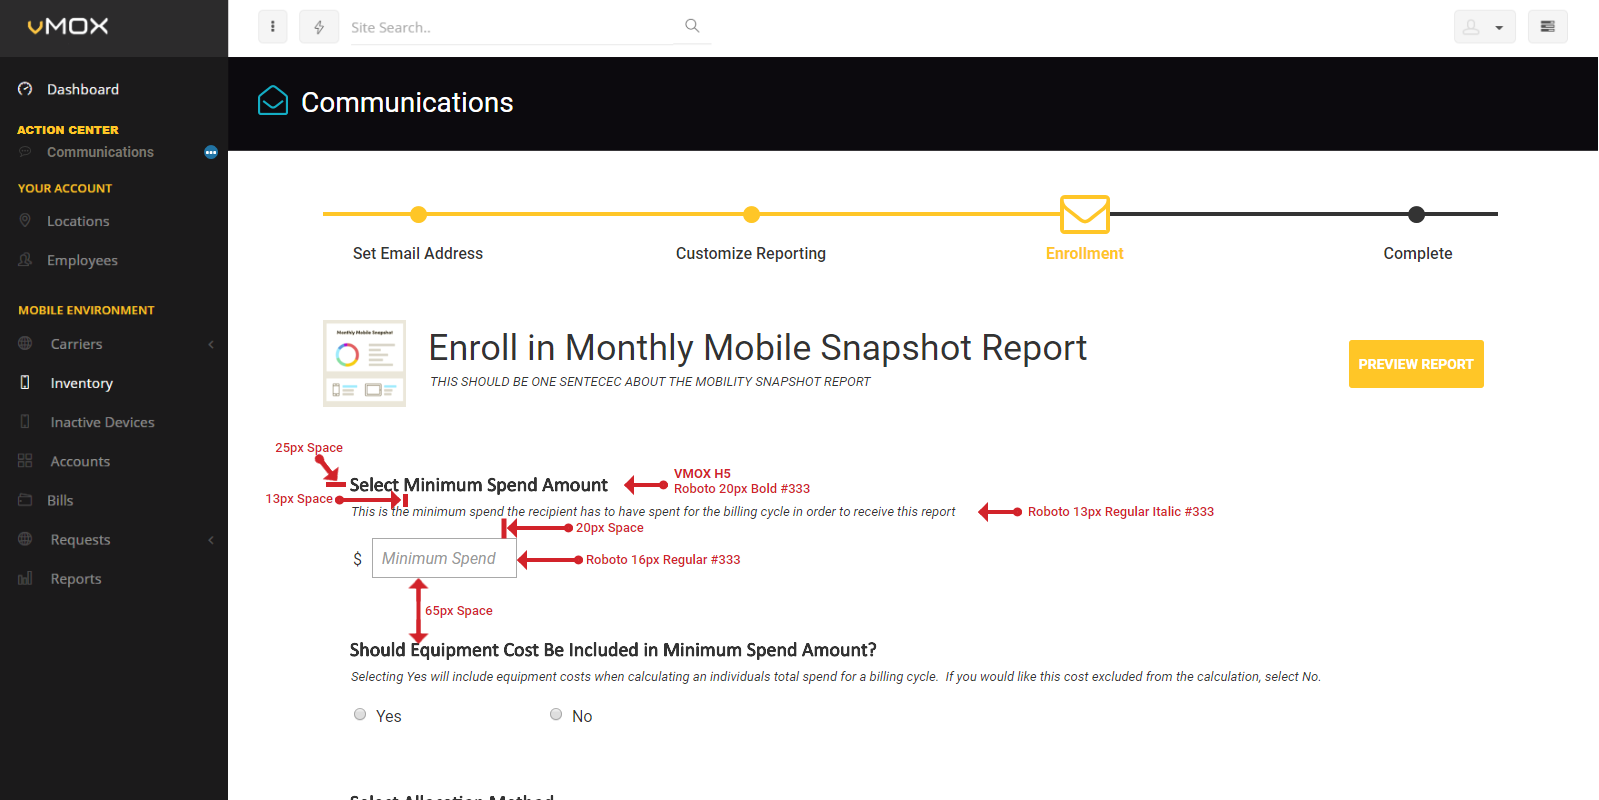 vMOX
Site Search..
Dashboard
ACTION CENTER
Communications
YOUR ACCOUNT
Locations
Employees
MOBILE ENVIRONMENT
Carriers
Inventory
Inactive Devices
Accounts
Bills
Requests
Reports
Communications
Set Email Address
Customize Reporting
Enrollment
Complete
Monthly Mobile Snapshot
Enroll in Monthly Mobile Snapshot Report
THIS SHOULD BE ONE SENTECEC ABOUT THE MOBILITY SNAPSHOT REPORT
PREVIEW REPORT
25px Space
Select Minimum Spend Amount
VMOX H5
Roboto 20px Bold #333
13px Space
This is the minimum spend the recipient has to have spent for the billing cycle in order to receive this report
Roboto 13px Regular Italic #333
20px Space
$ Minimum Spend
Roboto 16px Regular #333
65px Space
Should Equipment Cost Be Included in Minimum Spend Amount?
Selecting Yes will include equipment costs when calculating an individuals total spend for a billing cycle. If you would like this cost excluded from the calculation, select No.
Yes
No
Select Allocation Method